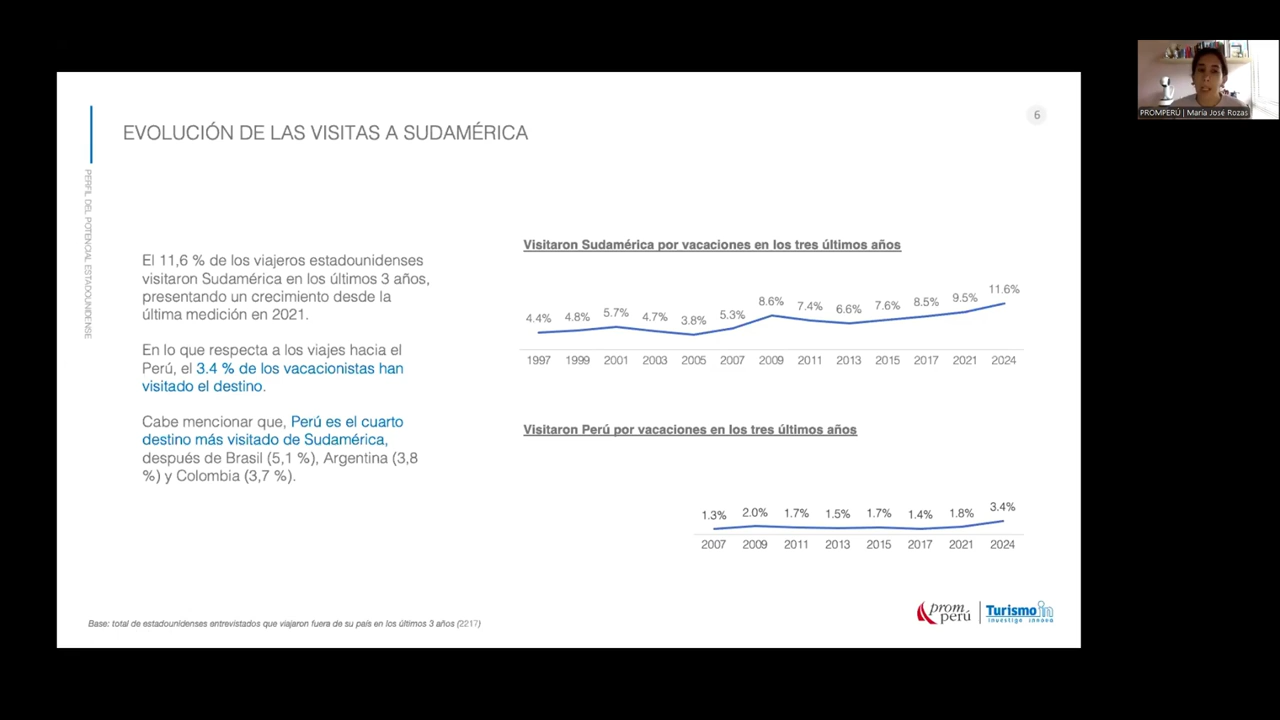 PROMPERÚ | María José Rozas
6
EVOLUCIÓN DE LAS VISITAS A SUDAMÉRICA
PERFIL DEL POTENCIAL ESTADOUNIDENSE
El 11,6 % de los viajeros estadounidenses
visitaron Sudamérica en los últimos 3 años,
presentando un crecimiento desde la
última medición en 2021.
En lo que respecta a los viajes hacia el
Perú, el 3.4 % de los vacacionistas han
visitado el destino.
Cabe mencionar que, Perú es el cuarto
destino más visitado de Sudamérica,
después de Brasil (5,1 %), Argentina (3,8
%) y Colombia (3,7 %).
Visitaron Sudamérica por vacaciones en los tres últimos años
4.4% 4.8% 5.7% 4.7% 3.8% 5.3% 8.6% 7.4% 6.6% 7.6% 8.5% 9.5% 11.6%
1997 1999 2001 2003 2005 2007 2009 2011 2013 2015 2017 2021 2024
Visitaron Perú por vacaciones en los tres últimos años
1.3% 2.0% 1.7% 1.5% 1.7% 1.4% 1.8% 3.4%
2007 2009 2011 2013 2015 2017 2021 2024
Base: total de estadounidenses entrevistados que viajaron fuera de su país en los últimos 3 años (2217)
prom
perú
Turismo in
investiga innova